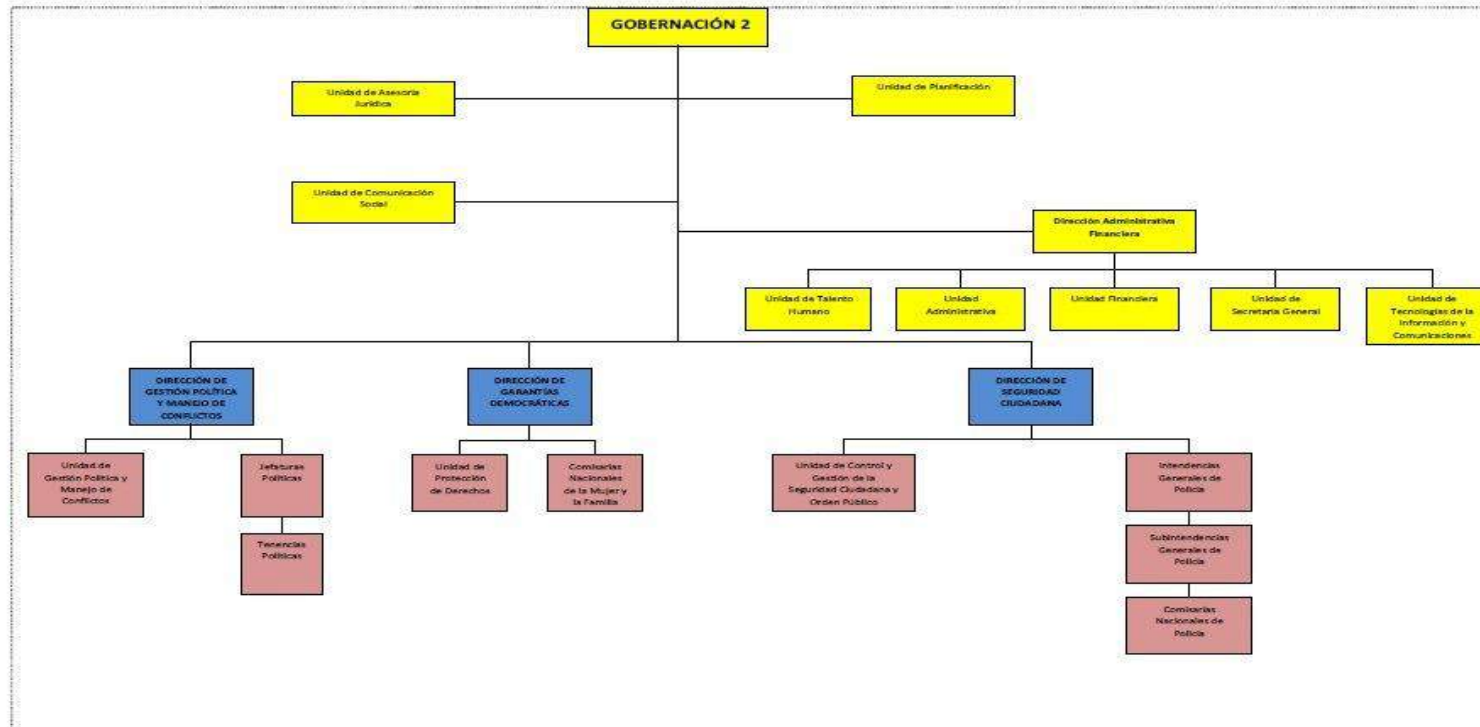 GOBERNACIÓN 2
Unidad de Asesoría
Jurídica
Unidad de Planificación
Unidad de Comunicación
Social
Dirección Administrativa
Financiera
Unidad de Talento
Humano
Unidad
Administrativa
Unidad Financiera
Unidad de
Secretaría General
Unidad de
Tecnologías de la
Información y
Comunicaciones
DIRECCIÓN DE
GESTIÓN POLÍTICA
Y MANEJO DE
CONFLICTOS
DIRECCIÓN DE
GARANTÍAS
DEMOCRÁTICAS
DIRECCIÓN DE
SEGURIDAD
CIUDADANA
Unidad de
Gestión Política y
Manejo de
Conflictos
Jefaturas
Políticas
Unidad de
Protección
de Derechos
Comisarías
Nacionales
de la Mujer y
la Familia
Unidad de Control y
Gestión de la
Seguridad Ciudadana y
Orden Público
Intendencias
Generales de
Policía
Tenencias
Políticas
Subintendencias
Generales de
Policía
Comisarías
Nacionales de
Policía